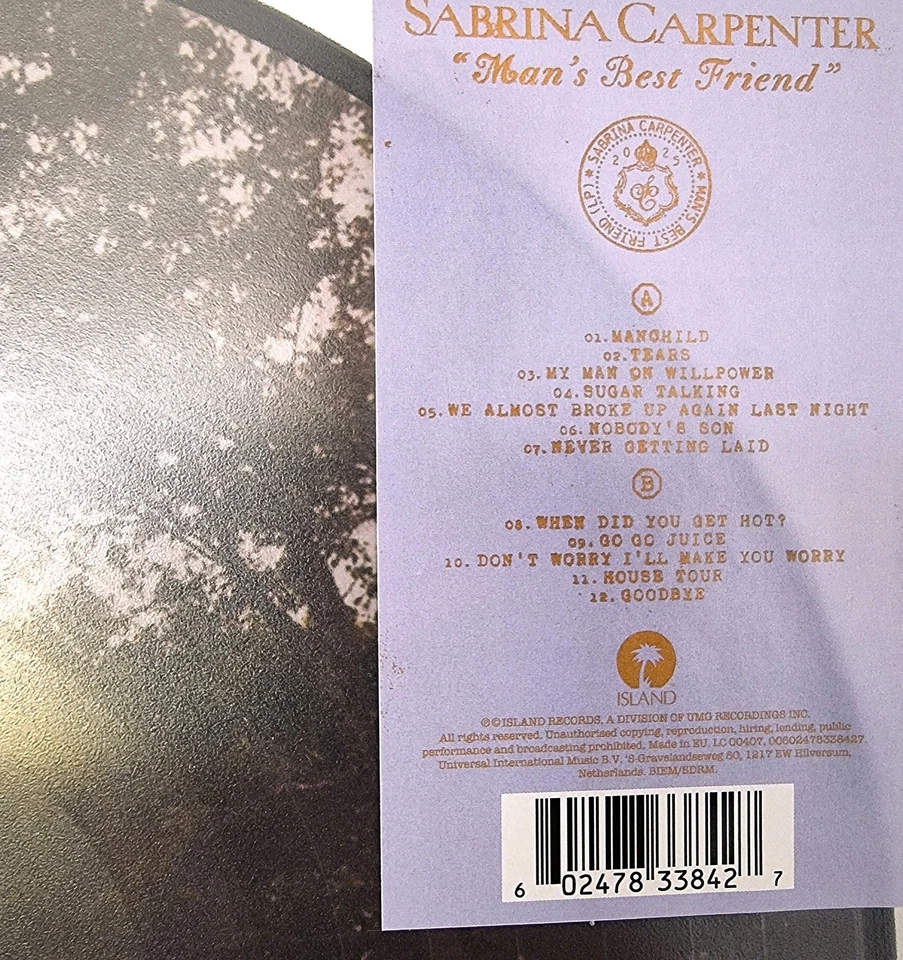 SABRINA CARPENTER
“Man's Best Friend”
★ SABRINA CARPENTER ★ MAN'S BEST FRIEND (LP)
2025
SC
A
01. MANCHILD
02. TEARS
03. MY MAN ON WILLPOWER
04. SUGAR TALKING
05. WE ALMOST BROKE UP AGAIN LAST NIGHT
06. NOBODY'S SON
07. NEVER GETTING LAID
B
08. WHEN DID YOU GET HOT?
09. GO GO JUICE
10. DON'T WORRY I'LL MAKE YOU WORRY
11. HOUSE TOUR
12. GOODBYE
ISLAND
℗©ISLAND RECORDS, A DIVISION OF UMG RECORDINGS INC.
All rights reserved. Unauthorised copying, reproduction, hiring, lending, public
performance and broadcasting prohibited. Made in EU. LC 00407. 00602478338427.
Universal International Music B.V. 'S-Gravelandseweg 80, 1217 EW Hilversum,
Netherlands. BIEM/SDRM.
6 02478 33842 7